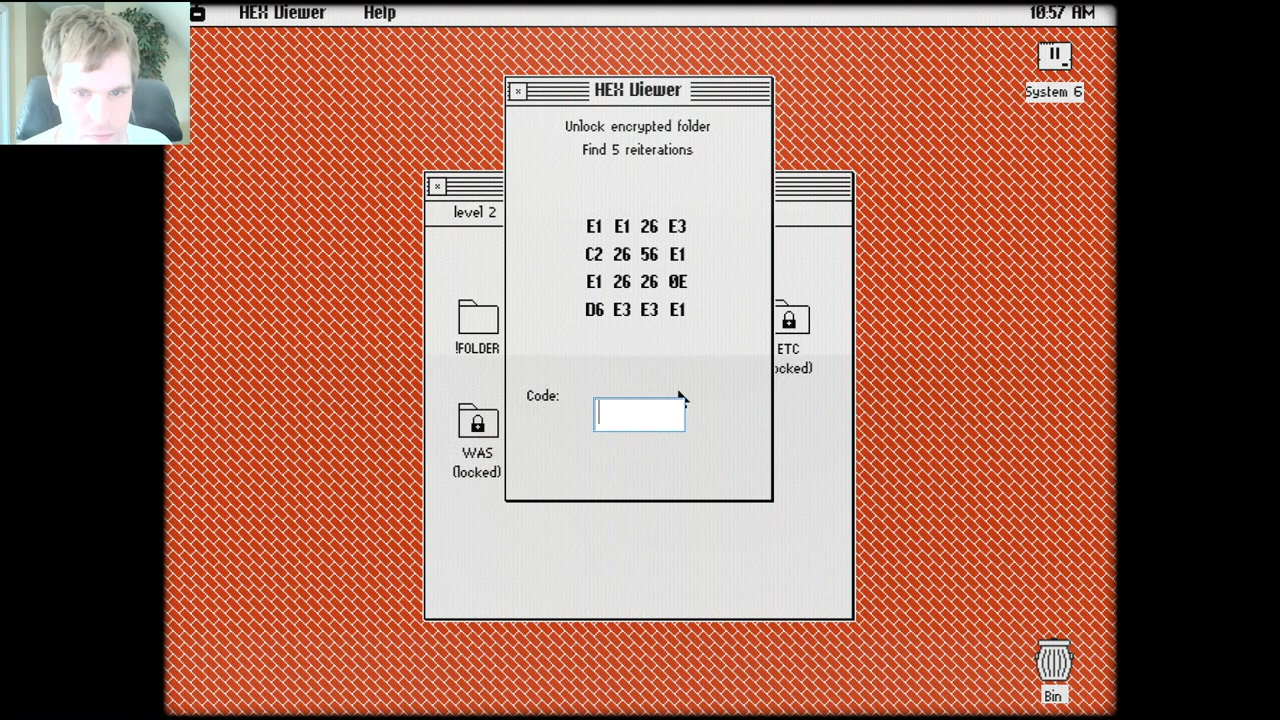 HEX Viewer Help 10:57 AM
System 6
HEX Viewer
Unlock encrypted folder
Find 5 reiterations
level 2
E1 E1 26 E3
C2 26 56 E1
E1 26 26 0E
D6 E3 E3 E1
!FOLDER
ETC
ocked)
Code:
WAS
(locked)
Bin